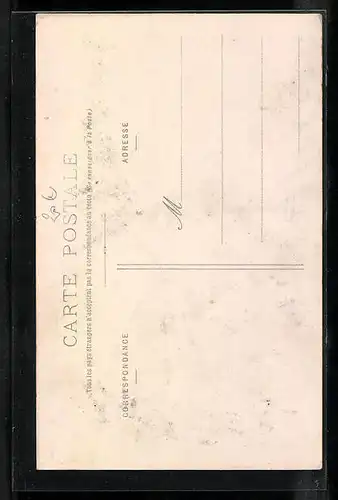 CARTE POSTALE
(Tous les pays étrangers n'acceptent pas la correspondance au recto (Se renseigner à la Poste)
CORRESPONDANCE
ADRESSE
M